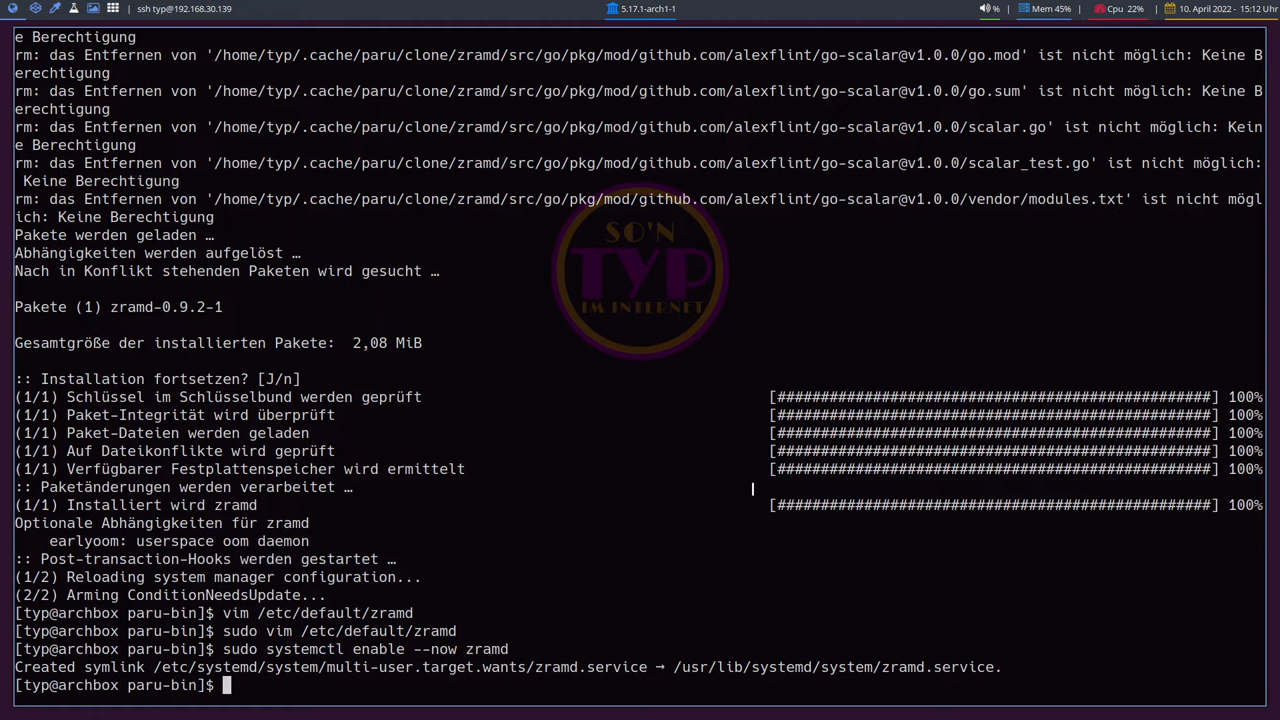 ssh typ@192.168.30.139
5.17.1-arch1-1
%
Mem 45%
Cpu 22%
10. April 2022 - 15:12 Uhr
e Berechtigung
rm: das Entfernen von '/home/typ/.cache/paru/clone/zramd/src/go/pkg/mod/github.com/alexflint/go-scalar@v1.0.0/go.mod' ist nicht möglich: Keine B
erechtigung
rm: das Entfernen von '/home/typ/.cache/paru/clone/zramd/src/go/pkg/mod/github.com/alexflint/go-scalar@v1.0.0/go.sum' ist nicht möglich: Keine B
erechtigung
rm: das Entfernen von '/home/typ/.cache/paru/clone/zramd/src/go/pkg/mod/github.com/alexflint/go-scalar@v1.0.0/scalar.go' ist nicht möglich: Kein
e Berechtigung
rm: das Entfernen von '/home/typ/.cache/paru/clone/zramd/src/go/pkg/mod/github.com/alexflint/go-scalar@v1.0.0/scalar_test.go' ist nicht möglich:
Keine Berechtigung
rm: das Entfernen von '/home/typ/.cache/paru/clone/zramd/src/go/pkg/mod/github.com/alexflint/go-scalar@v1.0.0/vendor/modules.txt' ist nicht mögl
ich: Keine Berechtigung
Pakete werden geladen …
Abhängigkeiten werden aufgelöst …
Nach in Konflikt stehenden Paketen wird gesucht …
SO'N
TYP
IM INTERNET
Pakete (1) zramd-0.9.2-1
Gesamtgröße der installierten Pakete:  2,08 MiB
:: Installation fortsetzen? [J/n]
(1/1) Schlüssel im Schlüsselbund werden geprüft [##################################################] 100%
(1/1) Paket-Integrität wird überprüft [##################################################] 100%
(1/1) Paket-Dateien werden geladen [##################################################] 100%
(1/1) Auf Dateikonflikte wird geprüft [##################################################] 100%
(1/1) Verfügbarer Festplattenspeicher wird ermittelt [##################################################] 100%
:: Paketänderungen werden verarbeitet …
(1/1) Installiert wird zramd [##################################################] 100%
Optionale Abhängigkeiten für zramd
earlyoom: userspace oom daemon
:: Post-transaction-Hooks werden gestartet …
(1/2) Reloading system manager configuration...
(2/2) Arming ConditionNeedsUpdate...
[typ@archbox paru-bin]$ vim /etc/default/zramd
[typ@archbox paru-bin]$ sudo vim /etc/default/zramd
[typ@archbox paru-bin]$ sudo systemctl enable --now zramd
Created symlink /etc/systemd/system/multi-user.target.wants/zramd.service → /usr/lib/systemd/system/zramd.service.
[typ@archbox paru-bin]$